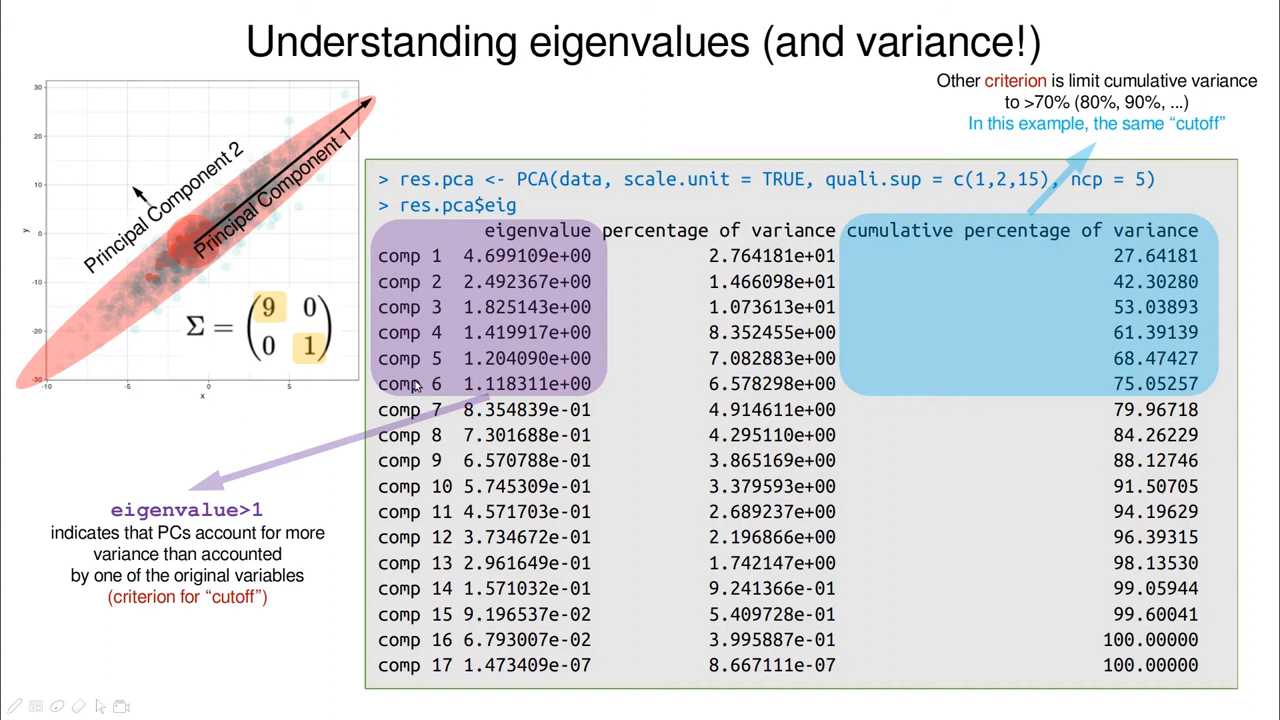 Understanding eigenvalues (and variance!)
Other criterion is limit cumulative variance
to >70% (80%, 90%, ...)
In this example, the same “cutoff”
30
20
10
0
-10
-20
-30
-10
-5
0
5
x
y
Principal Component 2
Principal Component 1
Σ = (9 0
0 1)
> res.pca <- PCA(data, scale.unit = TRUE, quali.sup = c(1,2,15), ncp = 5)
> res.pca$eig
eigenvalue percentage of variance cumulative percentage of variance
comp 1 4.699109e+00 2.764181e+01 27.64181
comp 2 2.492367e+00 1.466098e+01 42.30280
comp 3 1.825143e+00 1.073613e+01 53.03893
comp 4 1.419917e+00 8.352455e+00 61.39139
comp 5 1.204090e+00 7.082883e+00 68.47427
comp 6 1.118311e+00 6.578298e+00 75.05257
comp 7 8.354839e-01 4.914611e+00 79.96718
comp 8 7.301688e-01 4.295110e+00 84.26229
comp 9 6.570788e-01 3.865169e+00 88.12746
comp 10 5.745309e-01 3.379593e+00 91.50705
comp 11 4.571703e-01 2.689237e+00 94.19629
comp 12 3.734672e-01 2.196866e+00 96.39315
comp 13 2.961649e-01 1.742147e+00 98.13530
comp 14 1.571032e-01 9.241366e-01 99.05944
comp 15 9.196537e-02 5.409728e-01 99.60041
comp 16 6.793007e-02 3.995887e-01 100.00000
comp 17 1.473409e-07 8.667111e-07 100.00000
eigenvalue>1
indicates that PCs account for more
variance than accounted
by one of the original variables
(criterion for “cutoff”)